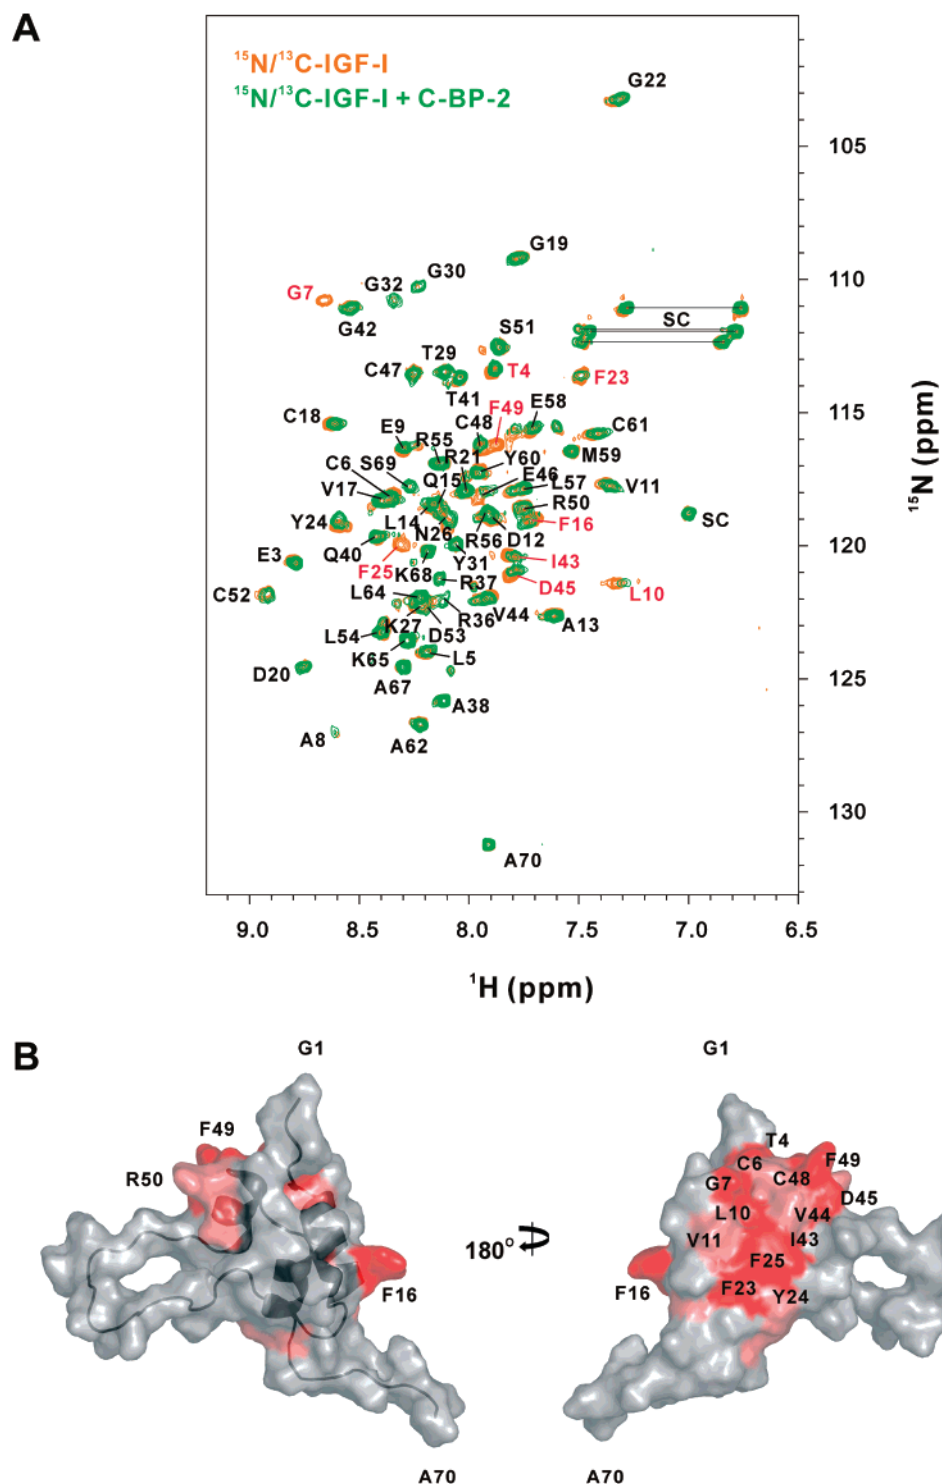 A
¹⁵N/¹³C-IGF-I
¹⁵N/¹³C-IGF-I + C-BP-2
G22
105
G19
G32
G30
G7
110
G42
SC
S51
C47
T29
T4
F23
T41
F49
E58
C18
C48
C61
115
E9
R55
R21
Y60
M59
C6
S69
Q15
E46
L57
V17
V11
R50
Y24
L14
N26
R56
D12
F16
SC
Q40
Y31
I43
120
E3
F25
K68
R37
D45
L10
C52
L64
R36
V44
K27
D53
A13
L54
K65
L5
D20
A67
125
A38
A8
A62
130
A70
¹⁵N (ppm)
9.0
8.5
8.0
7.5
7.0
6.5
¹H (ppm)
B
G1
G1
F49
T4
R50
C6
C48
F49
G7
D45
L10
V44
180°
V11
I43
F25
F16
F16
F23
Y24
A70
A70